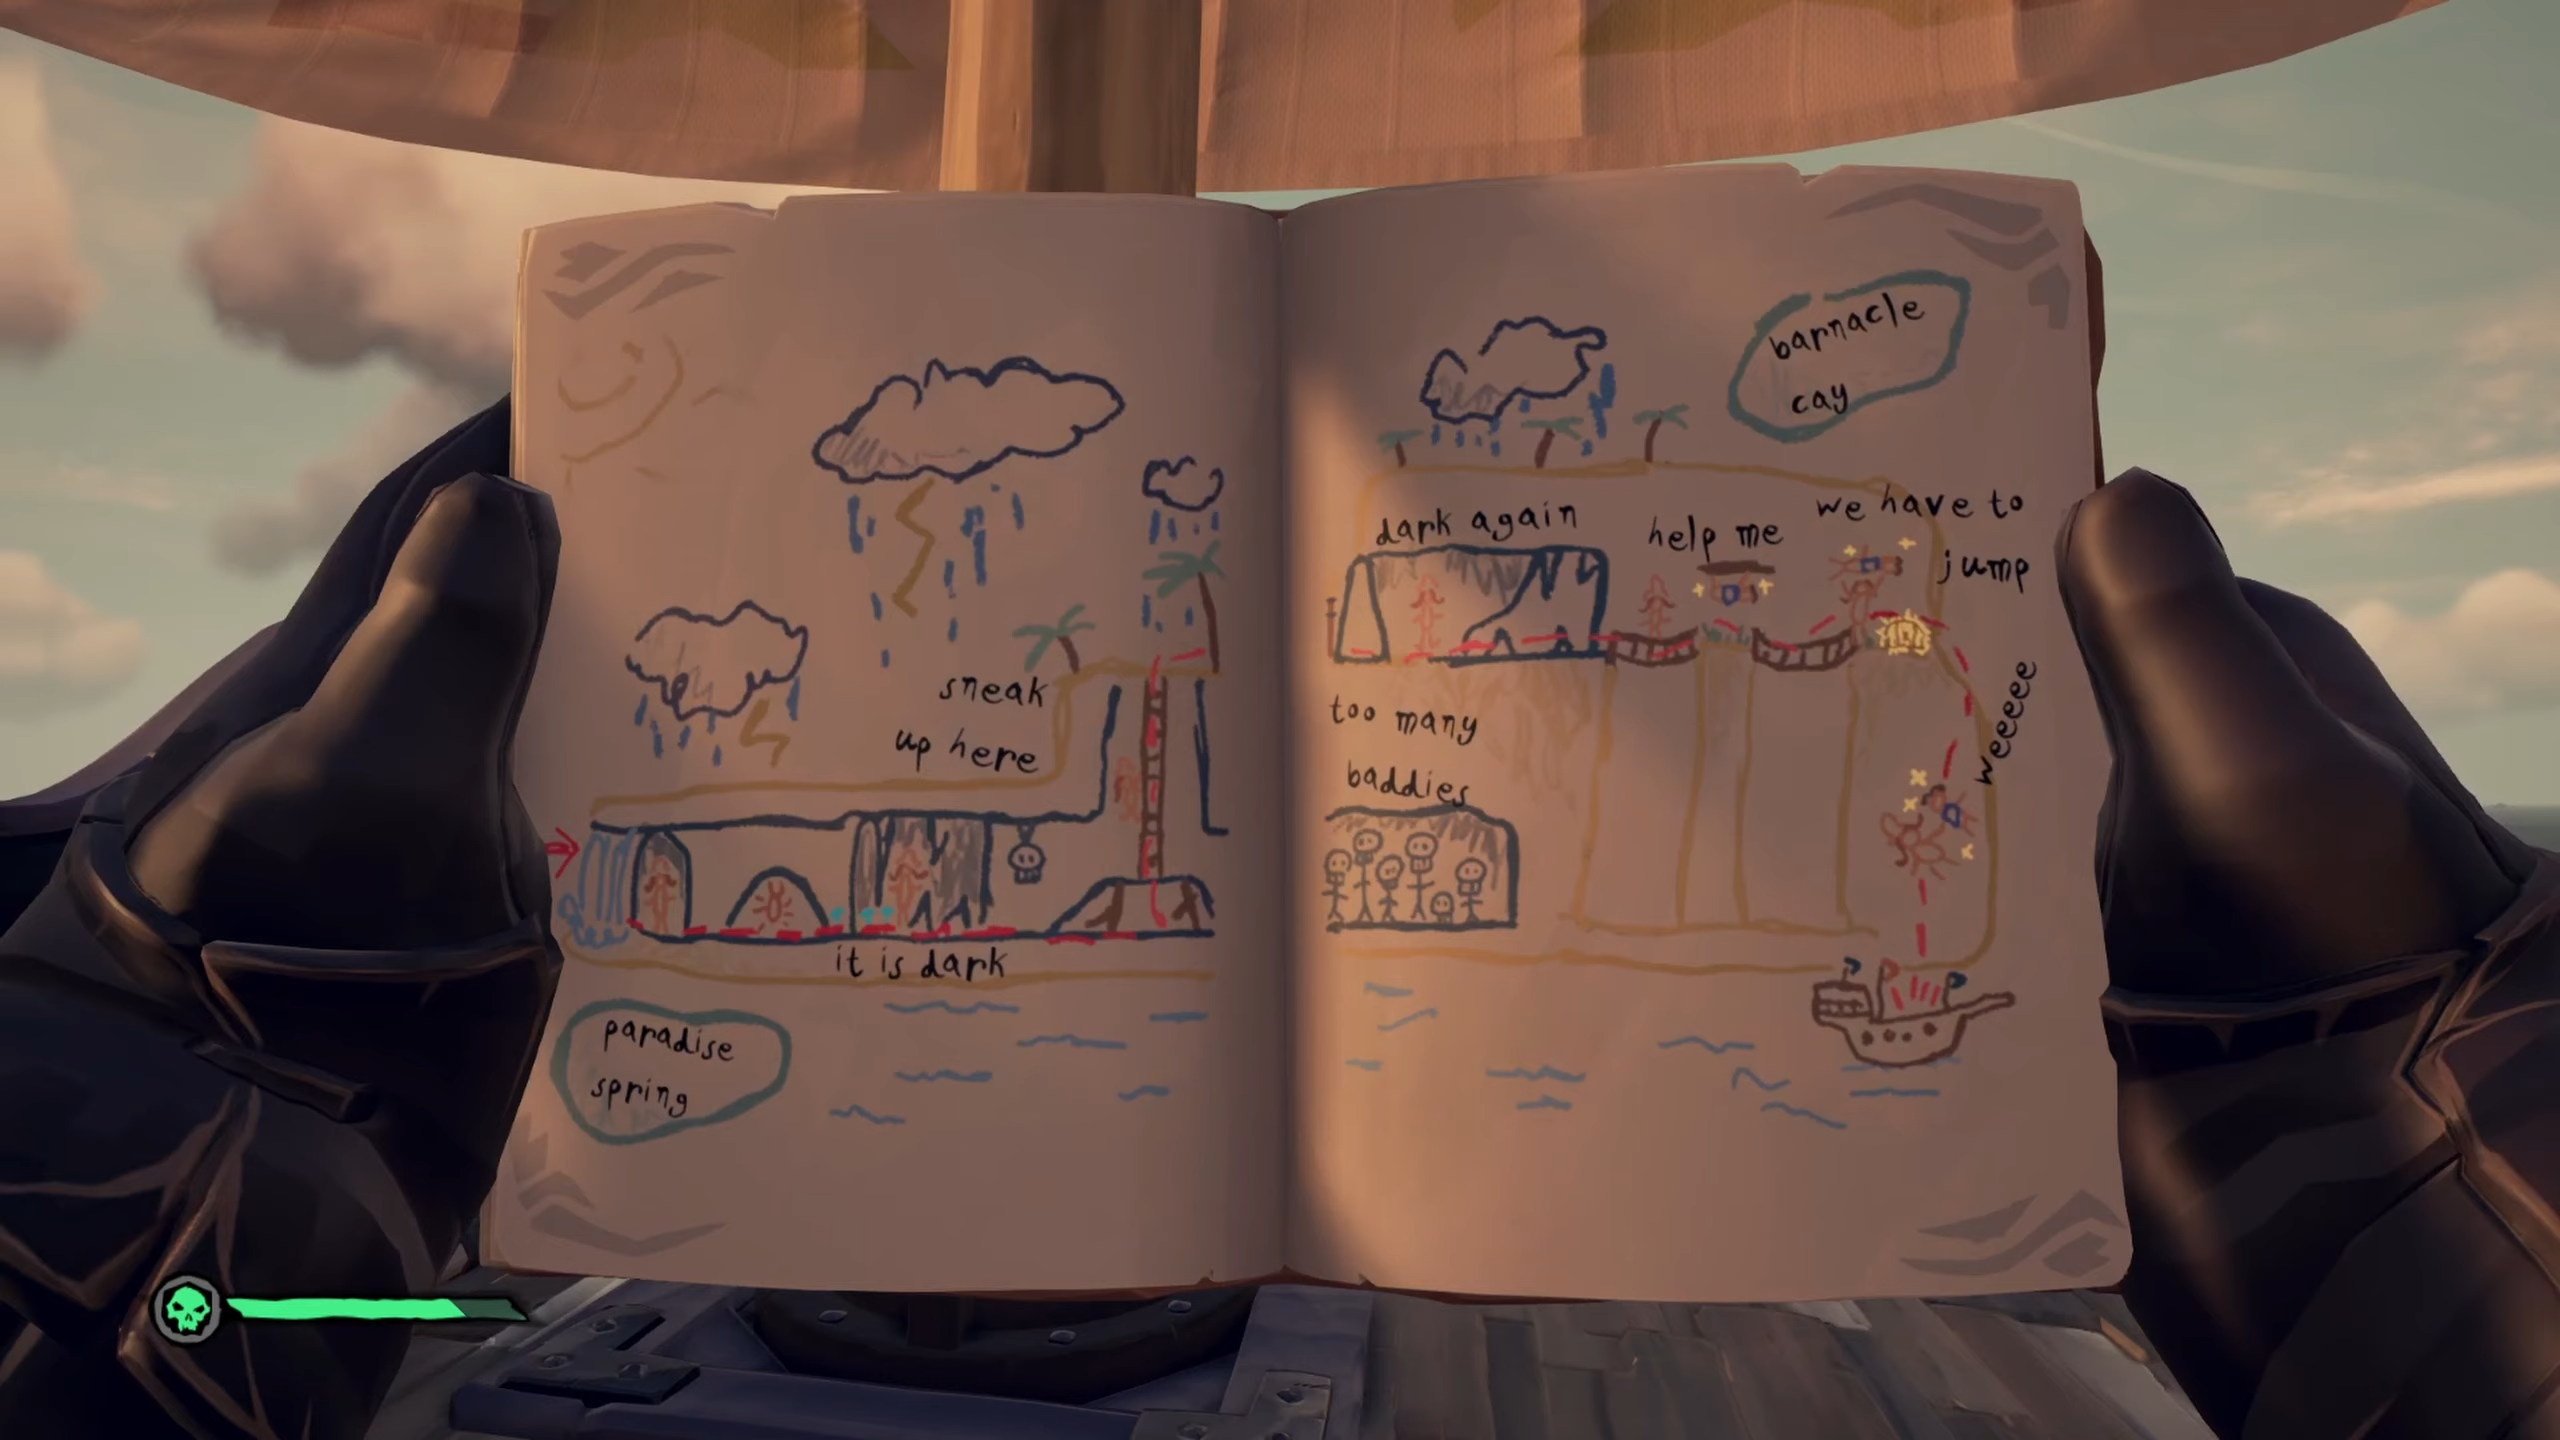 sneak
up here
it is dark
paradise
spring
barnacle
cay
dark again
help me
we have to
jump
too many
baddies
weeeee